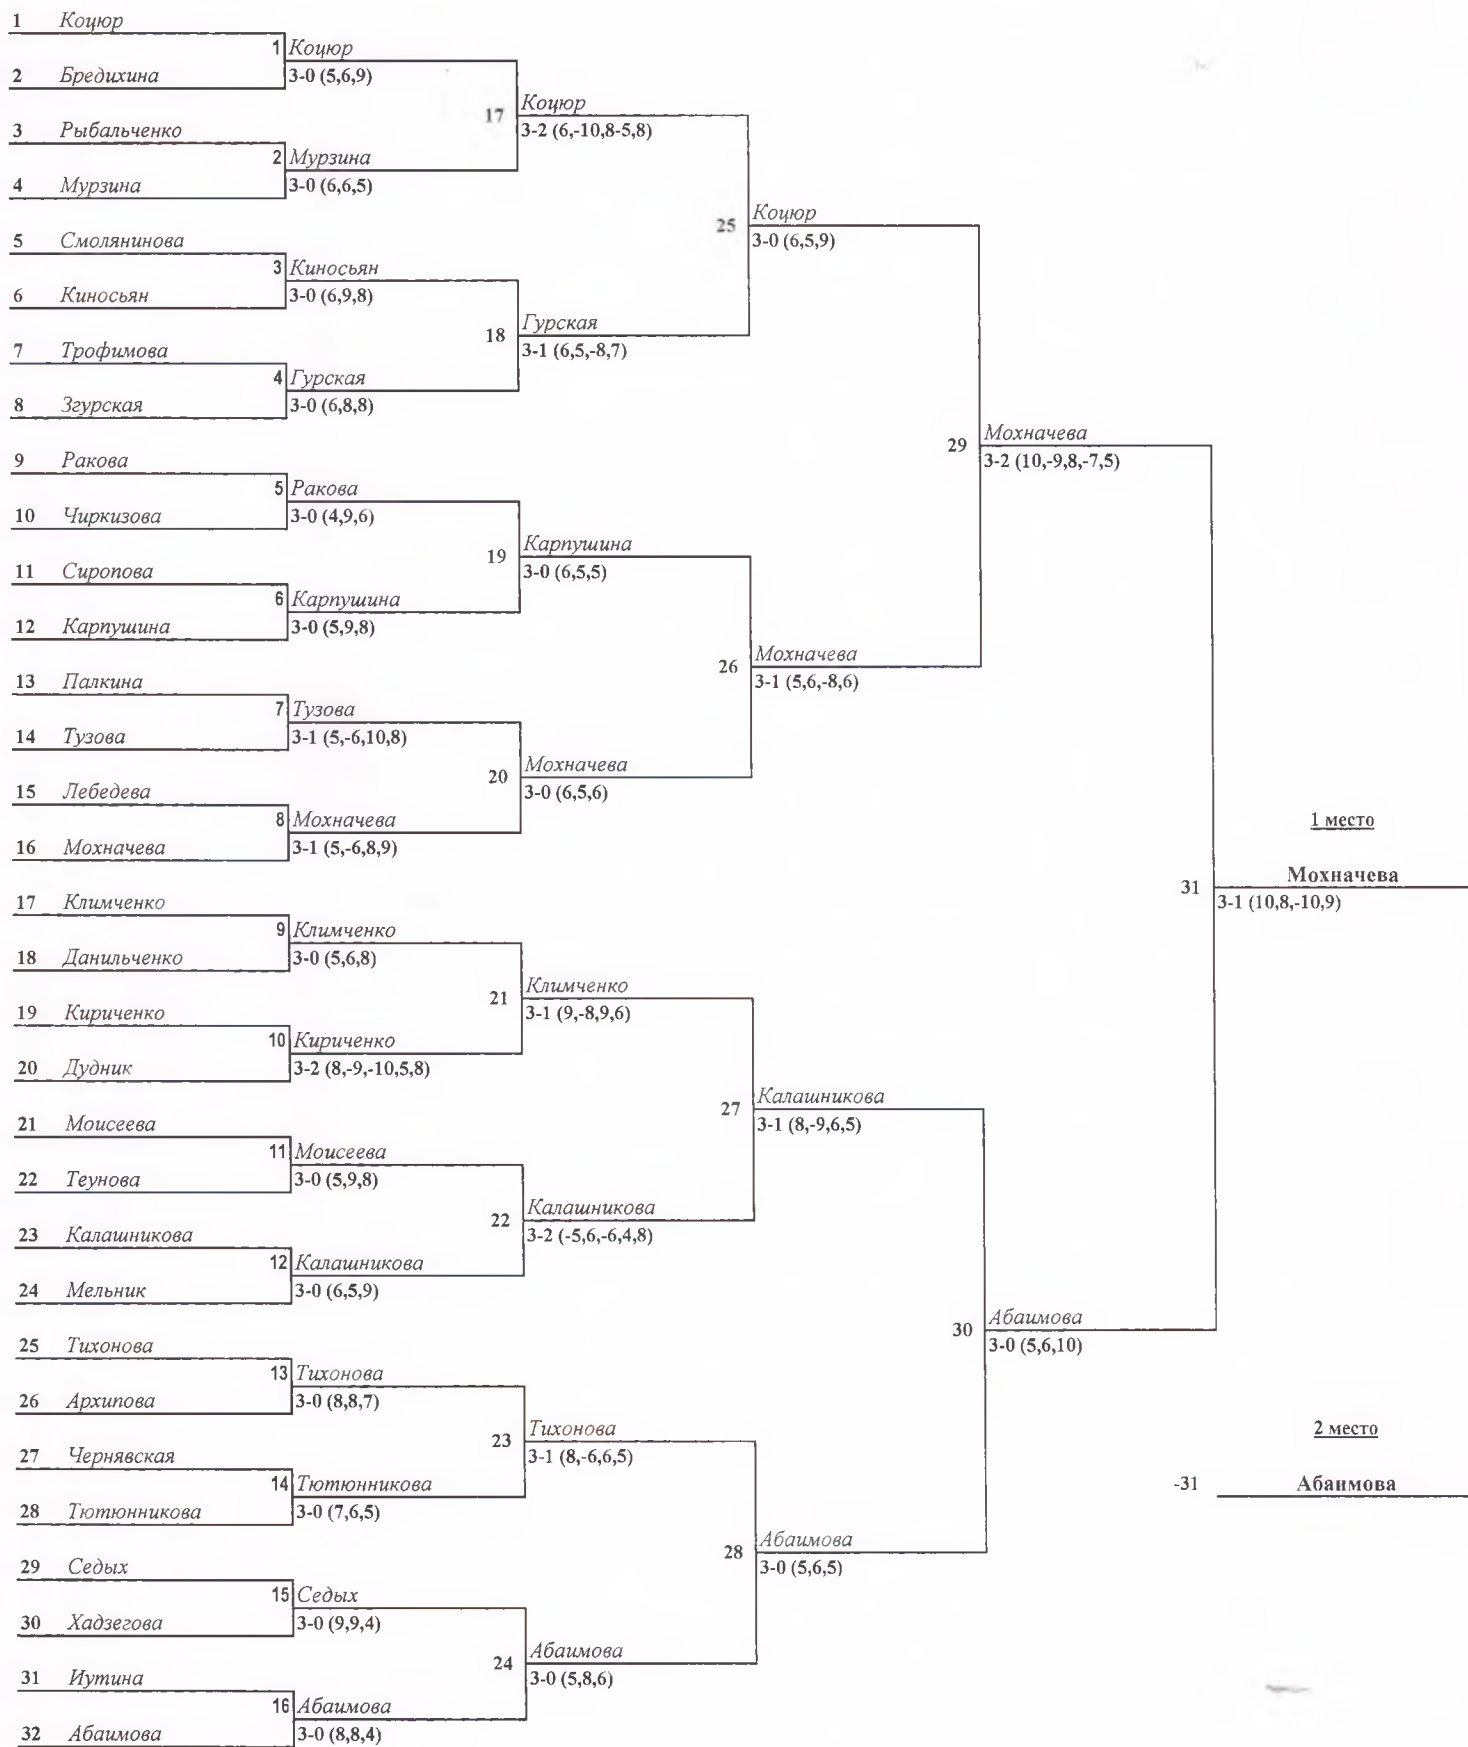 1 Коцюр
1 Коцюр
2 Бредихина
3-0 (5,6,9)
17 Коцюр
3-2 (6,-10,8-5,8)
3 Рыбальченко
2 Мурзина
4 Мурзина
3-0 (6,6,5)
25 Коцюр
3-0 (6,5,9)
5 Смолянинова
3 Киносьян
6 Киносьян
3-0 (6,9,8)
18 Гурская
3-1 (6,5,-8,7)
7 Трофимова
4 Гурская
8 Згурская
3-0 (6,8,8)
29 Мохначева
3-2 (10,-9,8,-7,5)
9 Ракова
5 Ракова
10 Чиркизова
3-0 (4,9,6)
19 Карпушина
3-0 (6,5,5)
11 Сиропова
6 Карпушина
12 Карпушина
3-0 (5,9,8)
26 Мохначева
3-1 (5,6,-8,6)
13 Палкина
7 Тузова
14 Тузова
3-1 (5,-6,10,8)
20 Мохначева
3-0 (6,5,6)
15 Лебедева
8 Мохначева
16 Мохначева
3-1 (5,-6,8,9)
1 место
31 Мохначева
3-1 (10,8,-10,9)
17 Климченко
9 Климченко
18 Данильченко
3-0 (5,6,8)
21 Климченко
3-1 (9,-8,9,6)
19 Кириченко
10 Кириченко
20 Дудник
3-2 (8,-9,-10,5,8)
27 Калашникова
3-1 (8,-9,6,5)
21 Моисеева
11 Моисеева
22 Теунова
3-0 (5,9,8)
22 Калашникова
3-2 (-5,6,-6,4,8)
23 Калашникова
12 Калашникова
24 Мельник
3-0 (6,5,9)
30 Абаимова
3-0 (5,6,10)
25 Тихонова
13 Тихонова
26 Архипова
3-0 (8,8,7)
23 Тихонова
3-1 (8,-6,6,5)
27 Чернявская
14 Тютюнникова
28 Тютюнникова
3-0 (7,6,5)
2 место
-31 Абаимова
28 Абаимова
3-0 (5,6,5)
29 Седых
15 Седых
30 Хадзегова
3-0 (9,9,4)
24 Абаимова
3-0 (5,8,6)
31 Иутина
16 Абаимова
32 Абаимова
3-0 (8,8,4)